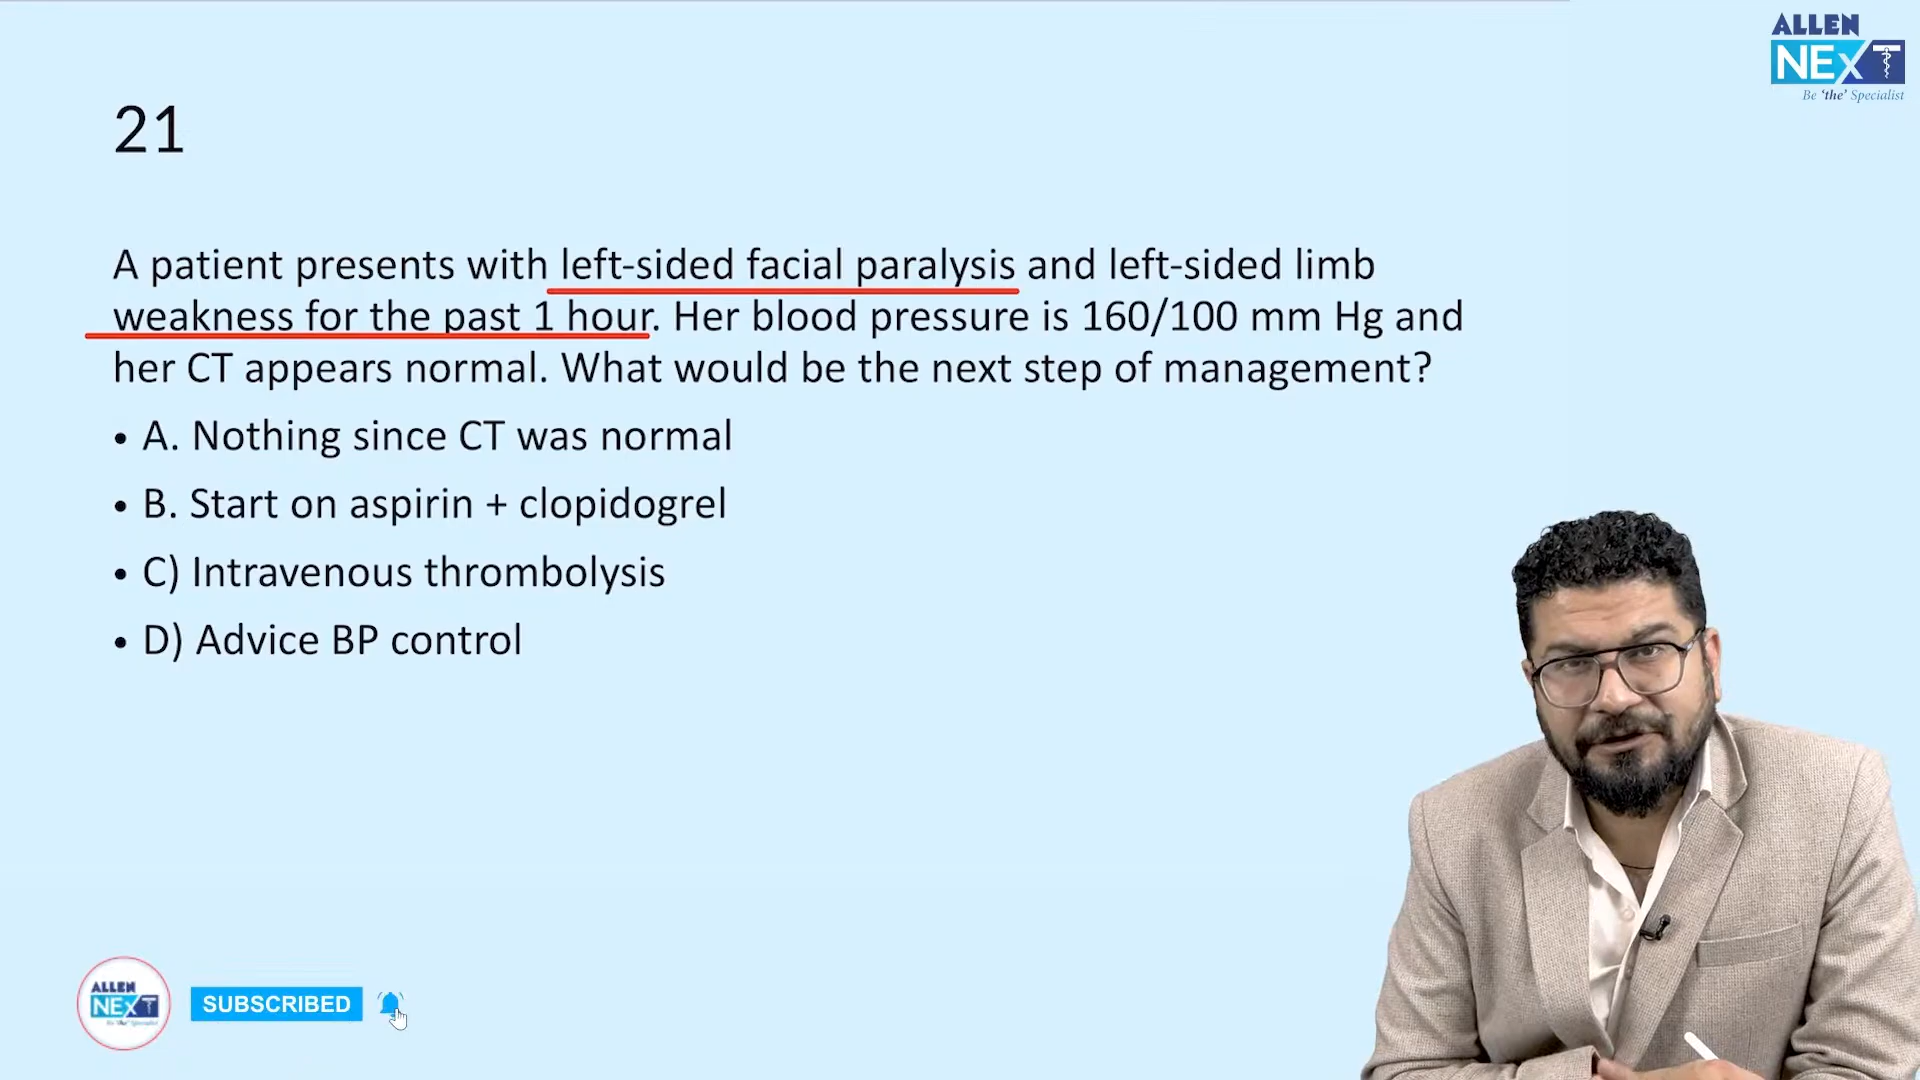 ALLEN
NEXT
Be 'the' Specialist
21
A patient presents with left-sided facial paralysis and left-sided limb
weakness for the past 1 hour. Her blood pressure is 160/100 mm Hg and
her CT appears normal. What would be the next step of management?
• A. Nothing since CT was normal
• B. Start on aspirin + clopidogrel
• C) Intravenous thrombolysis
• D) Advice BP control
ALLEN
NEXT
Be 'the' Specialist
SUBSCRIBED